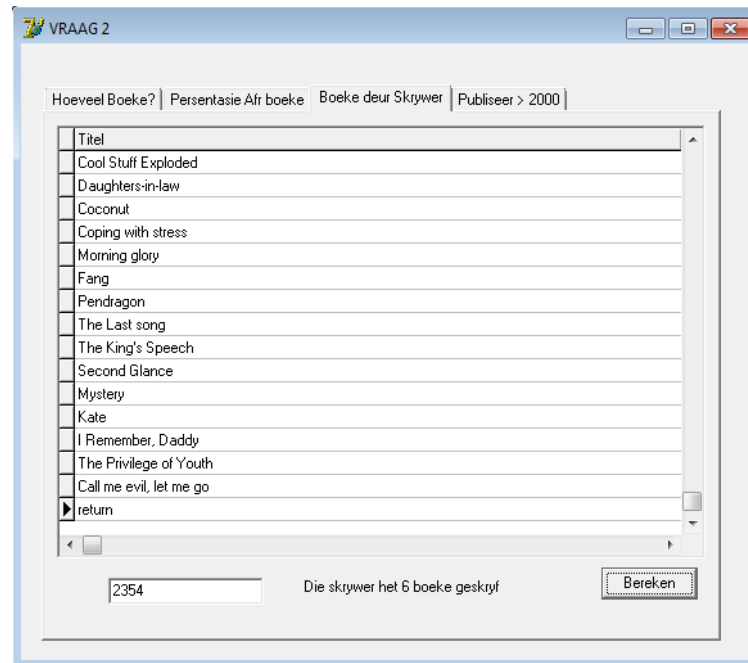 VRAAG 2
Hoeveel Boeke? Persentasie Afr boeke Boeke deur Skrywer Publiseer > 2000
Titel
Cool Stuff Exploded
Daughters-in-law
Coconut
Coping with stress
Morning glory
Fang
Pendragon
The Last song
The King's Speech
Second Glance
Mystery
Kate
I Remember, Daddy
The Privilege of Youth
Call me evil, let me go
return
2354 Die skrywer het 6 boeke geskryf Bereken